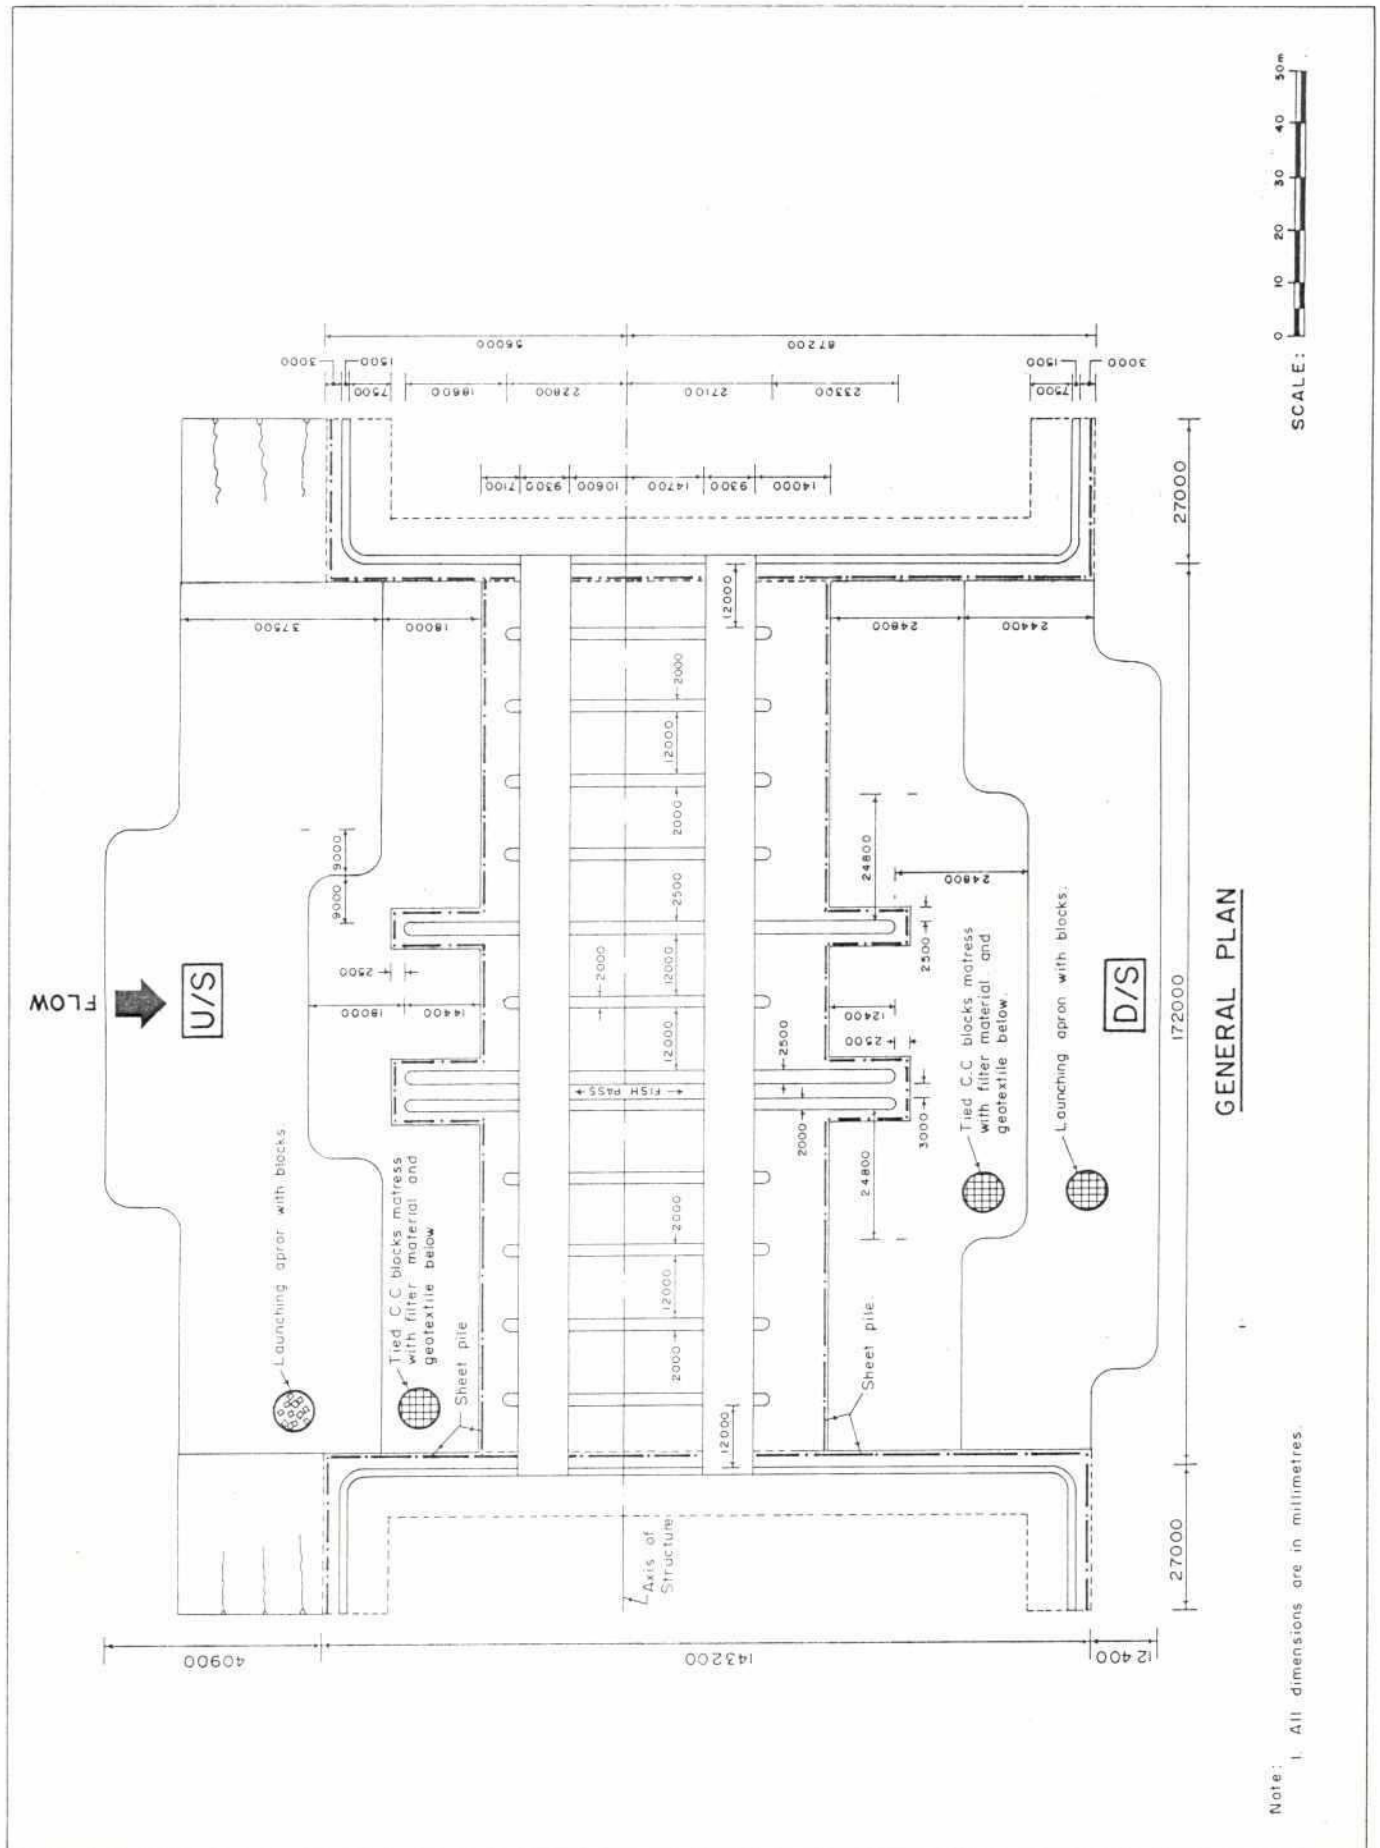 FLOW
U/S
40900
143200
12400
Launching apror with blocks
Tied C.C blocks matress
with filter material and
geotextile below
Sheet pile
Axis of
Structure
37500
18000
9000
9000
2500
18000
14400
3000
1500
7500
18600
22800
27100
23300
7500
1500
3000
56000
87200
7100
9300
10600
14700
9300
14000
12000
2000
12000
2000
2500
2000
12000
12000
2500
FISH PASS
2000
2000
12000
2000
12000
24800
24400
24800
24800
2500
12400
2500
3000
24800
Sheet pile.
Tied C.C blocks matress
with filter material and
geotextile below.
Launching apron with blocks.
D/S
27000
172000
27000
GENERAL PLAN
SCALE:
0 10 20 30 40 50m
Note:
1. All dimensions are in millimetres.